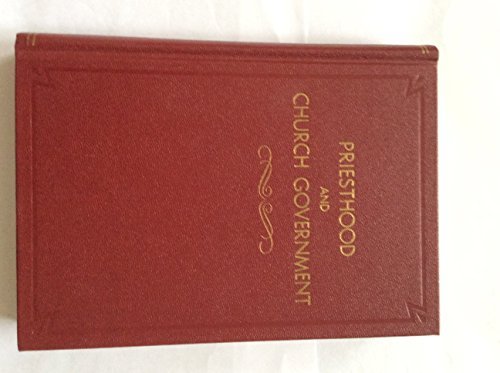 PRIESTHOOD
AND
CHURCH GOVERNMENT